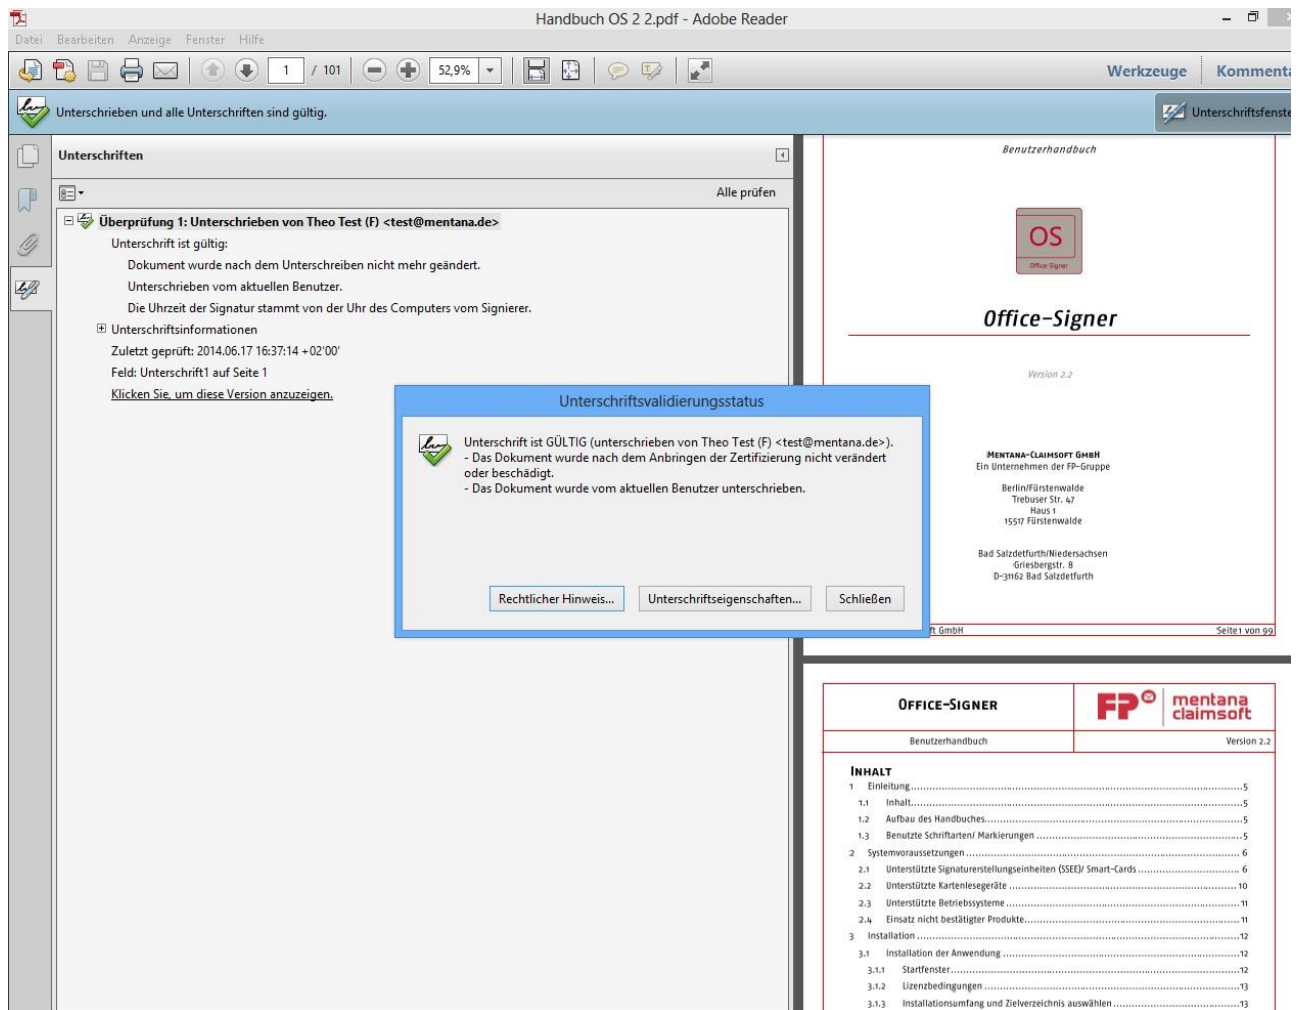 Handbuch OS 2 2.pdf - Adobe Reader
Datei Bearbeiten Anzeige Fenster Hilfe
1 / 101 52,9% Werkzeuge
Unterschrieben und alle Unterschriften sind gültig.
Unterschriften
Alle prüfen
Überprüfung 1: Unterschrieben von Theo Test (F) <test@mentana.de>
Unterschrift ist gültig:
Dokument wurde nach dem Unterschreiben nicht mehr geändert.
Unterschrieben vom aktuellen Benutzer.
Die Uhrzeit der Signatur stammt von der Uhr des Computers vom Signierer.
Unterschriftsinformationen
Zuletzt geprüft: 2014.06.17 16:37:14 +02'00'
Feld: Unterschrift1 auf Seite 1
Klicken Sie, um diese Version anzuzeigen.
Unterschriftsvalidierungsstatus
Unterschrift ist GÜLTIG (unterschrieben von Theo Test (F) <test@mentana.de>).
- Das Dokument wurde nach dem Anbringen der Zertifizierung nicht verändert
oder beschädigt.
- Das Dokument wurde vom aktuellen Benutzer unterschrieben.
Rechtlicher Hinweis... Unterschriftseigenschaften... Schließen
Benutzerhandbuch
OS
Office-Signer
Office-Signer
Version 2.2
MENTANA-CLAIMSOFT GMBH
Ein Unternehmen der FP-Gruppe
Berlin/Fürstenwalde
Trebuser Str. 47
Haus 1
15517 Fürstenwalde
Bad Salzdetfurth/Niedersachsen
Griesbergstr. 8
D-31162 Bad Salzdetfurth
ft GmbH Seite 1 von 99
OFFICE-SIGNER FP mentana
claimsoft
Benutzerhandbuch Version 2.2
INHALT
1 Einleitung 5
1.1 Inhalt 5
1.2 Aufbau des Handbuches 5
1.3 Benutzte Schriftarten/ Markierungen 5
2 Systemvoraussetzungen 6
2.1 Unterstützte Signaturerstellungseinheiten (SSEE)/ Smart-Cards 6
2.2 Unterstützte Kartenlesegeräte 10
2.3 Unterstützte Betriebssysteme 11
2.4 Einsatz nicht bestätigter Produkte 11
3 Installation 12
3.1 Installation der Anwendung 12
3.1.1 Startfenster 12
3.1.2 Lizenzbedingungen 13
3.1.3 Installationsumfang und Zielverzeichnis auswählen 13